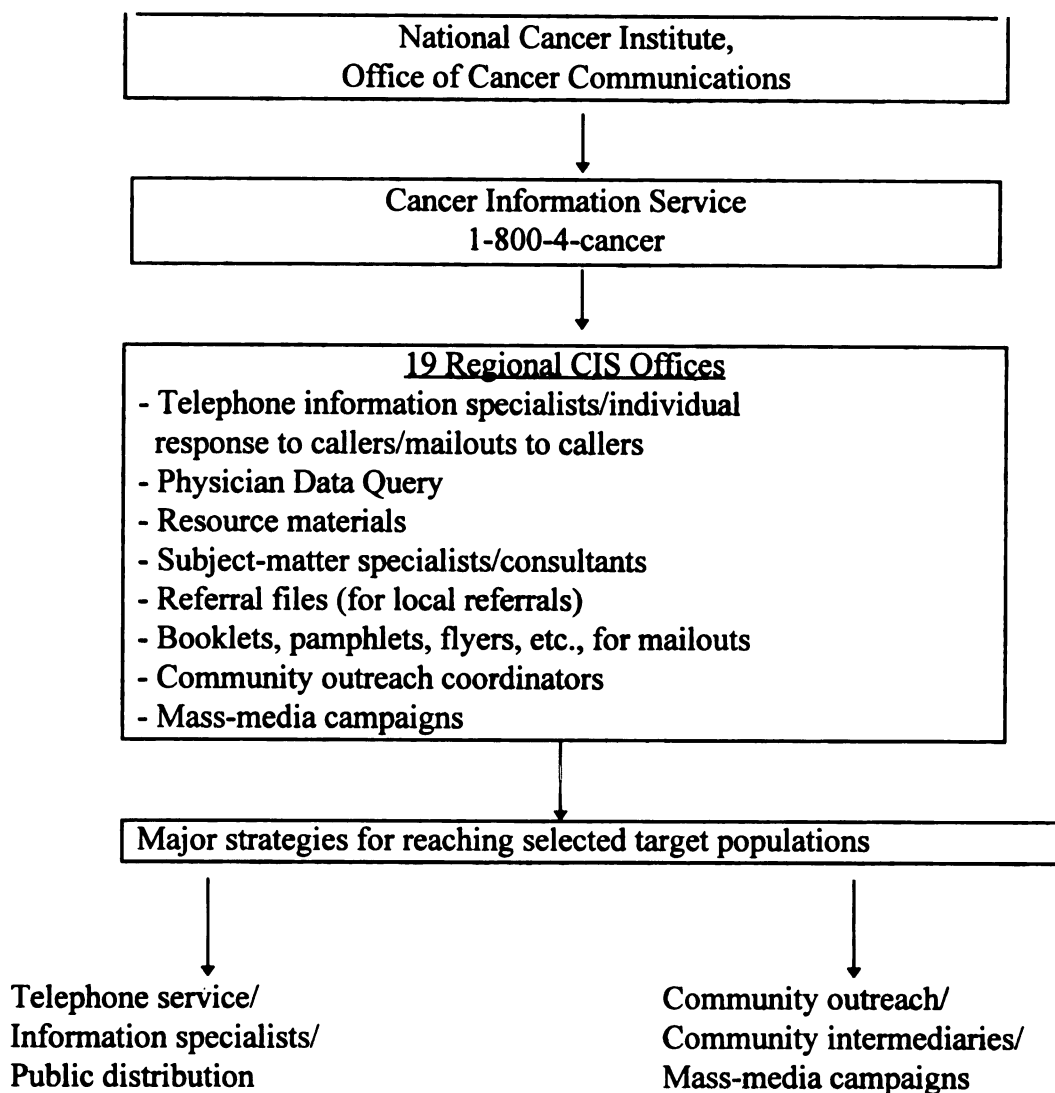 National Cancer Institute,
Office of Cancer Communications
Cancer Information Service
1-800-4-cancer
19 Regional CIS Offices
- Telephone information specialists/individual
response to callers/mailouts to callers
- Physician Data Query
- Resource materials
- Subject-matter specialists/consultants
- Referral files (for local referrals)
- Booklets, pamphlets, flyers, etc., for mailouts
- Community outreach coordinators
- Mass-media campaigns
Major strategies for reaching selected target populations
Telephone service/
Information specialists/
Public distribution
Community outreach/
Community intermediaries/
Mass-media campaigns